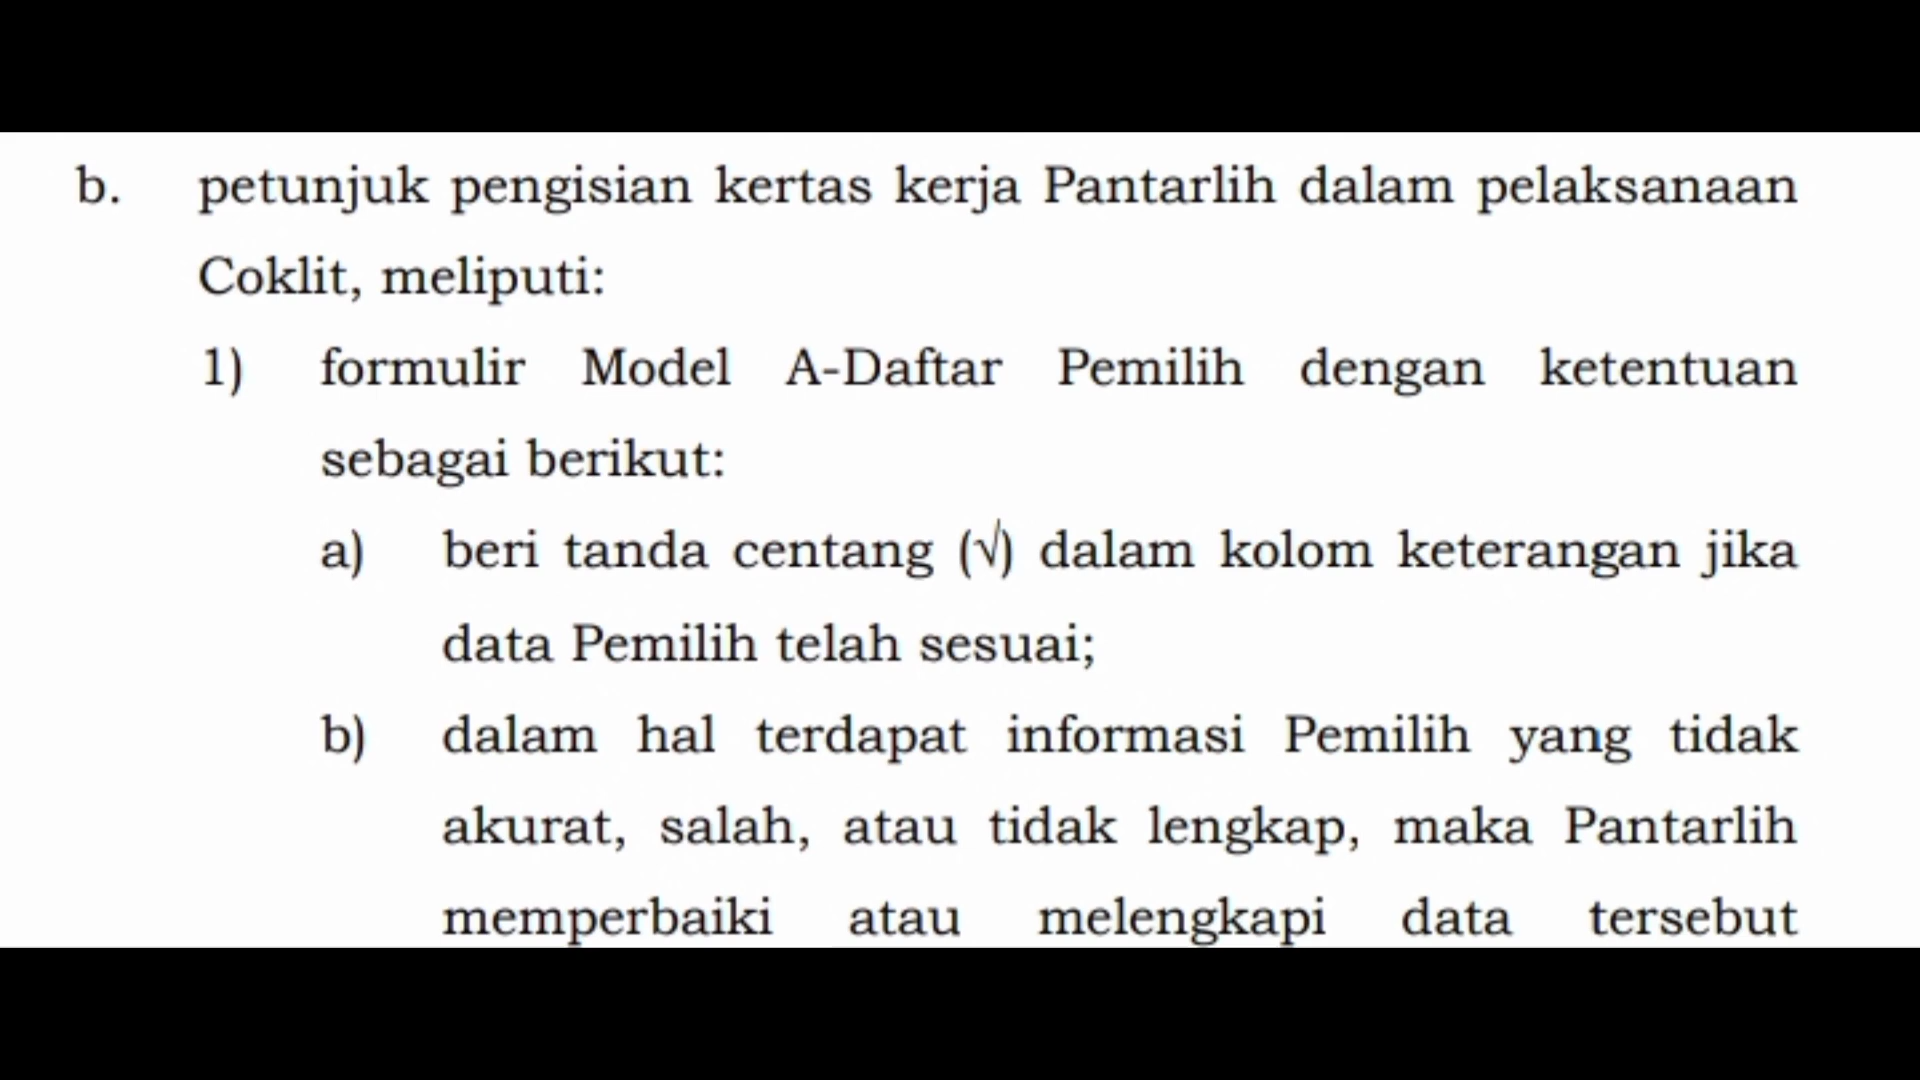 b. petunjuk pengisian kertas kerja Pantarlih dalam pelaksanaan
Coklit, meliputi:
1) formulir Model A-Daftar Pemilih dengan ketentuan
sebagai berikut:
a) beri tanda centang (√) dalam kolom keterangan jika
data Pemilih telah sesuai;
b) dalam hal terdapat informasi Pemilih yang tidak
akurat, salah, atau tidak lengkap, maka Pantarlih
memperbaiki atau melengkapi data tersebut